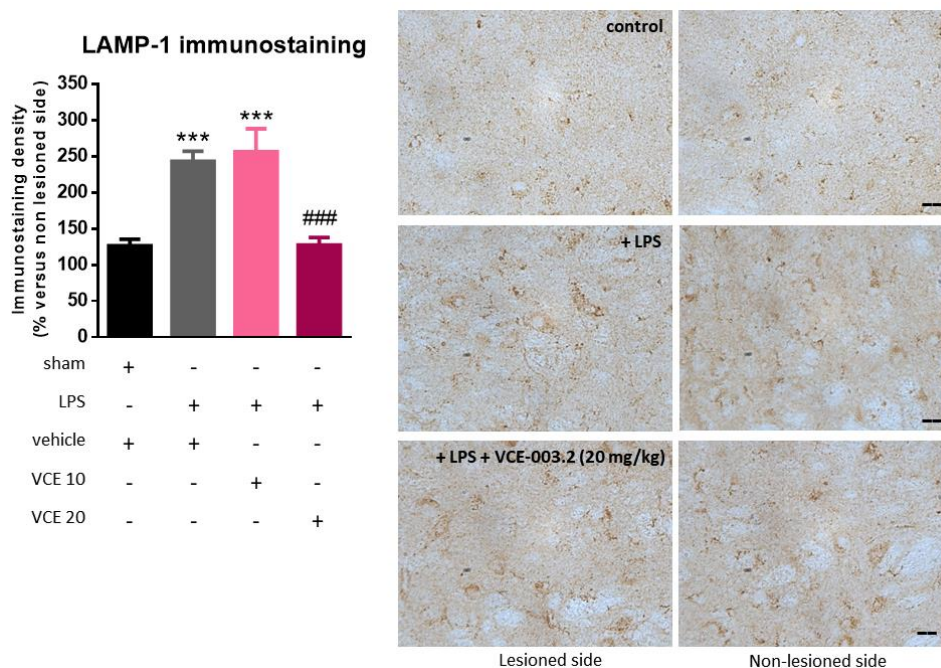 LAMP-1 immunostaining
Immunostaining density
(% versus non lesioned side)
350
300
250
200
150
100
50
0
***
***
###
sham + - - -
LPS - + + +
vehicle + + - -
VCE 10 - - + -
VCE 20 - - - +
control
+ LPS
+ LPS + VCE-003.2 (20 mg/kg)
Lesioned side
Non-lesioned side